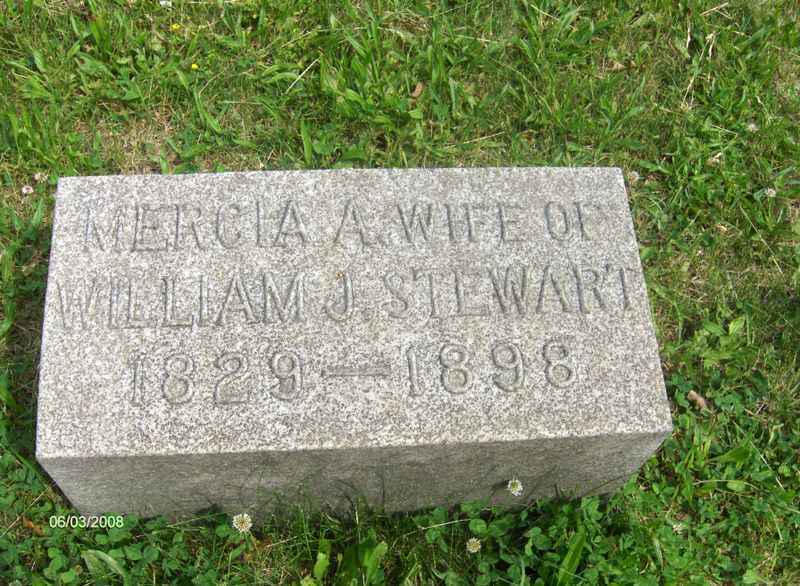 MERCIA A. WIFE OF
WILLIAM J. STEWART
1829—1898
06/03/2008